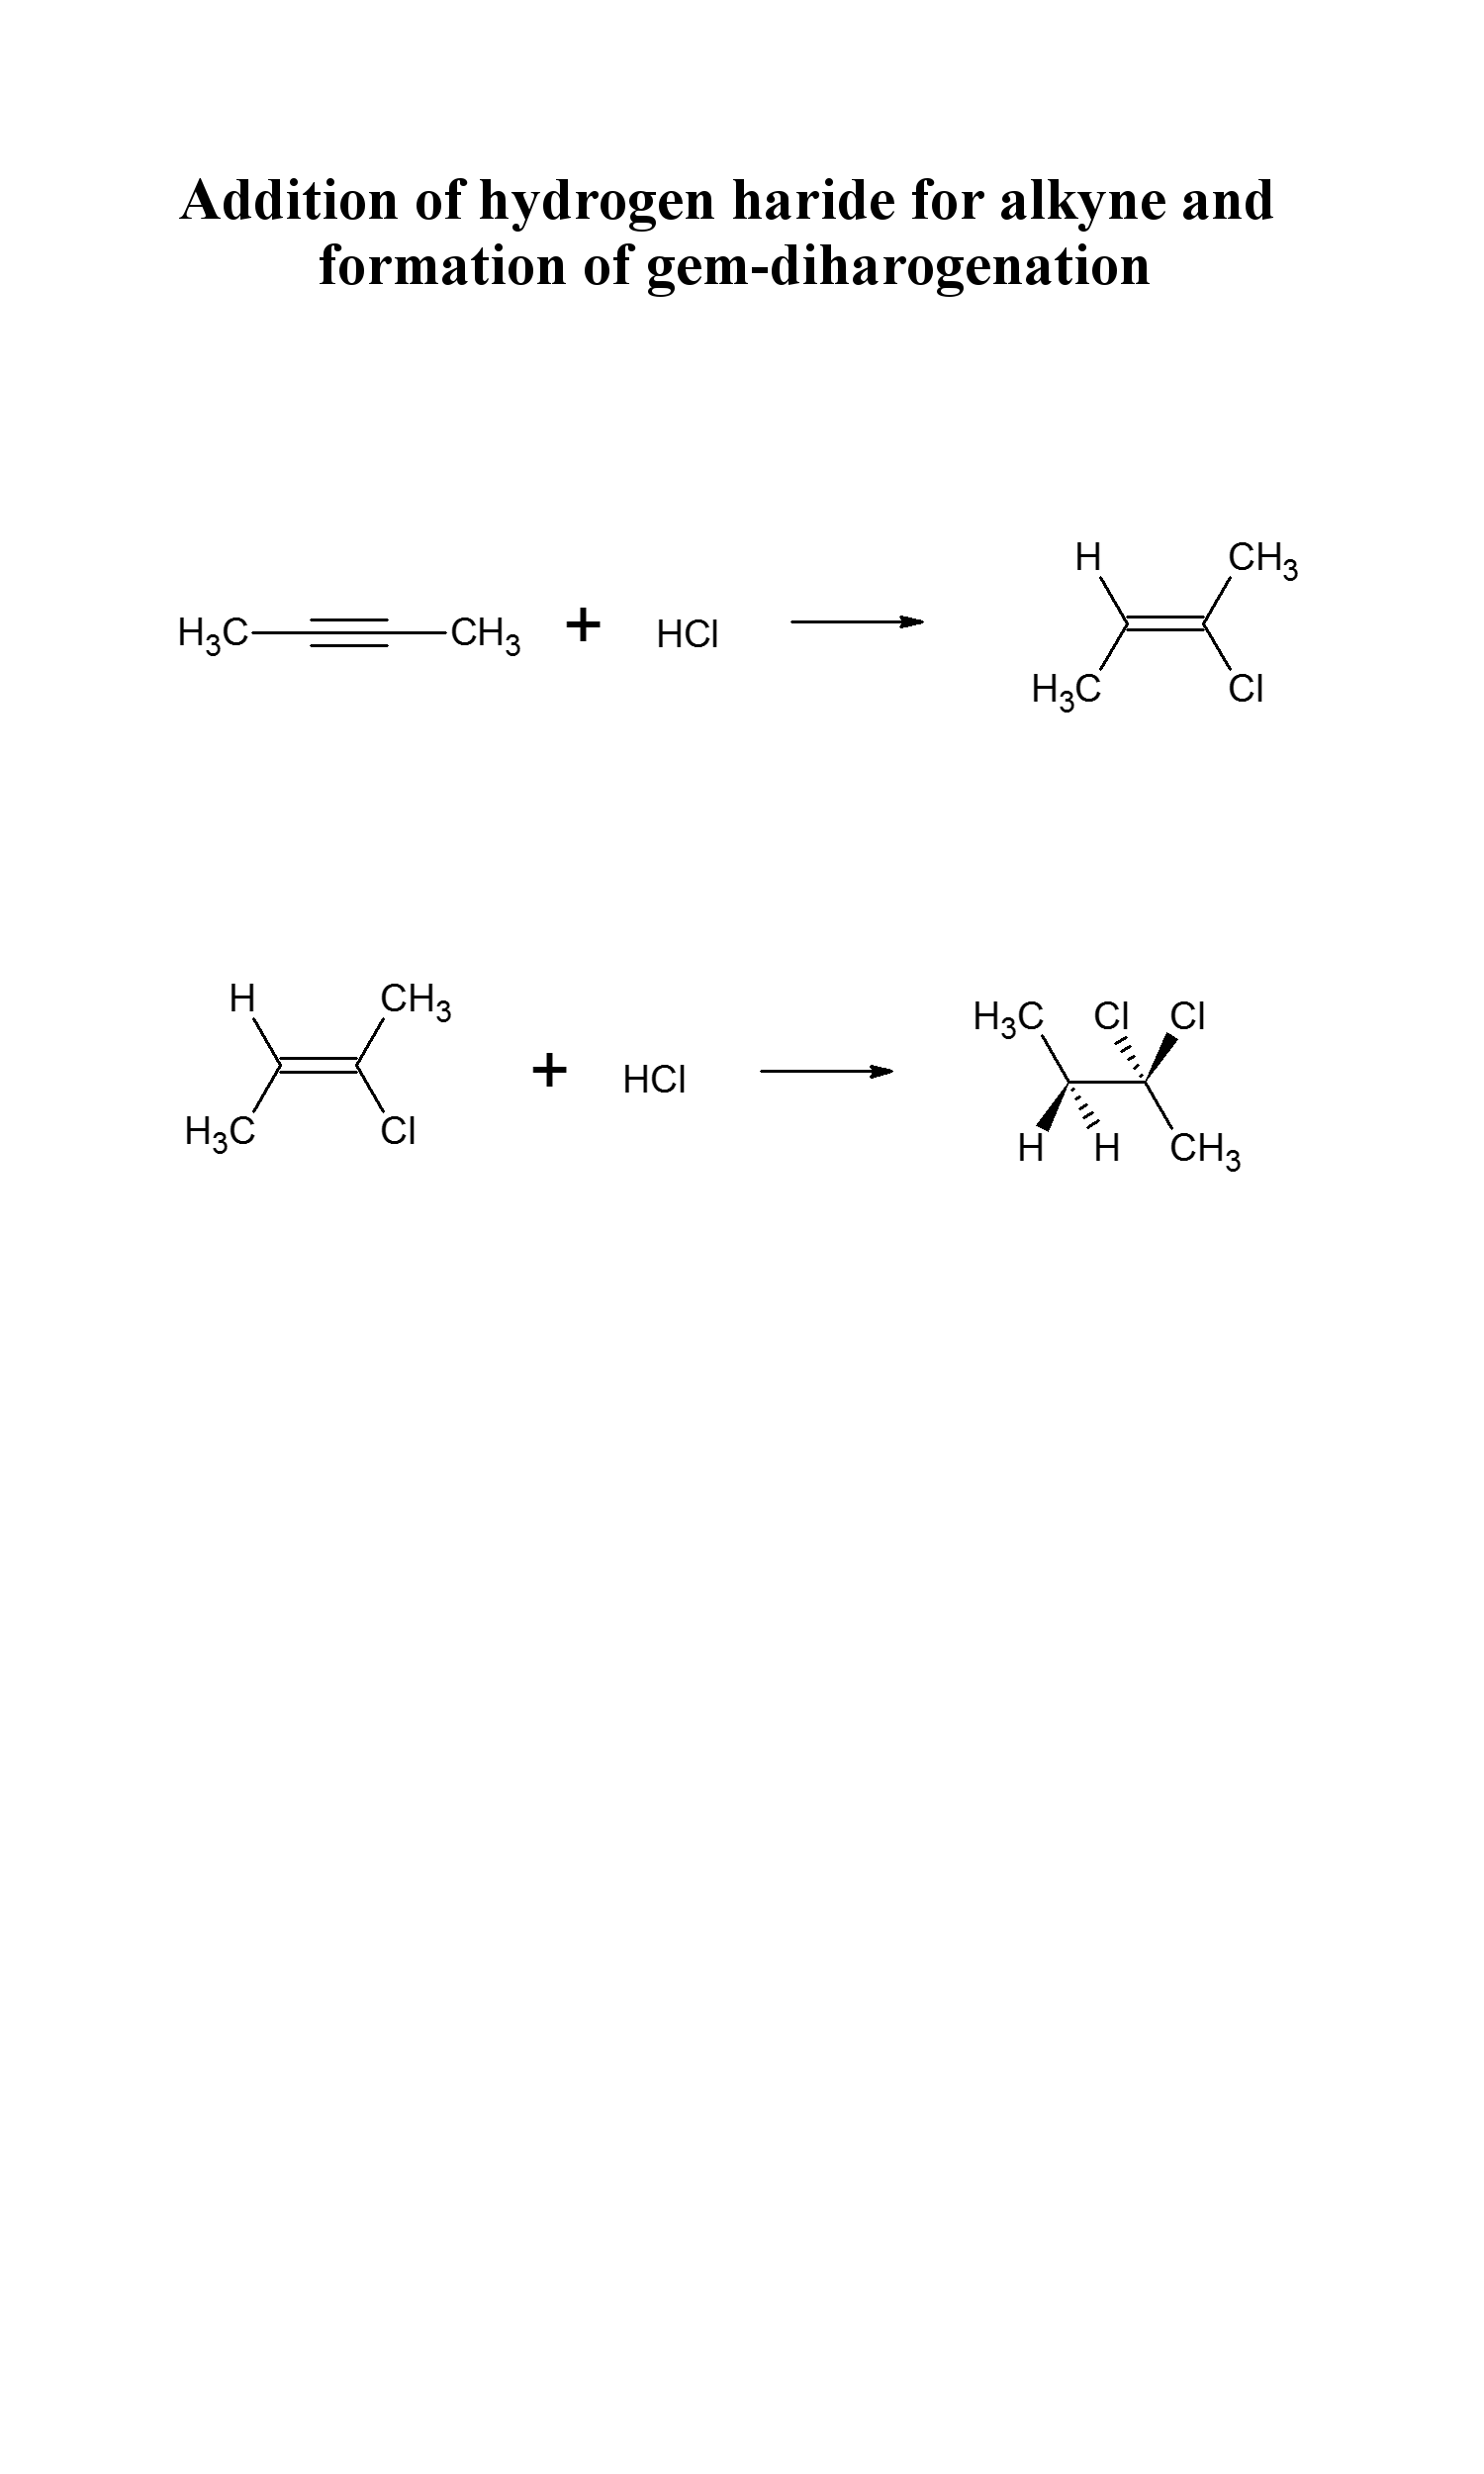 Addition of hydrogen haride for alkyne and
formation of gem-diharogenation
H CH3
H3C CH3 + HCl
H3C Cl
H CH3
H3C Cl Cl
+ HCl
H3C Cl
H H CH3